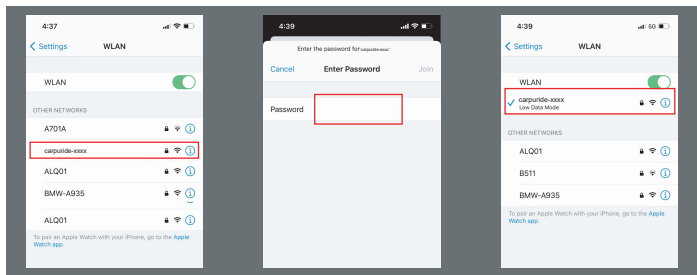 4:37
Settings WLAN
WLAN
OTHER NETWORKS
A701A
carpuride-xxxx
ALQ01
BMW-A935
ALQ01
To pair an Apple Watch with your iPhone, go to the Apple
Watch app.
4:39
Enter the password for"carpuride-xxxx"
Cancel Enter Password Join
Password
4:39 5G
Settings WLAN
WLAN
carpuride-xxxx
Low Data Mode
OTHER NETWORKS
ALQ01
B511
BMW-A935
To pair an Apple Watch with your iPhone, go to the Apple
Watch app.